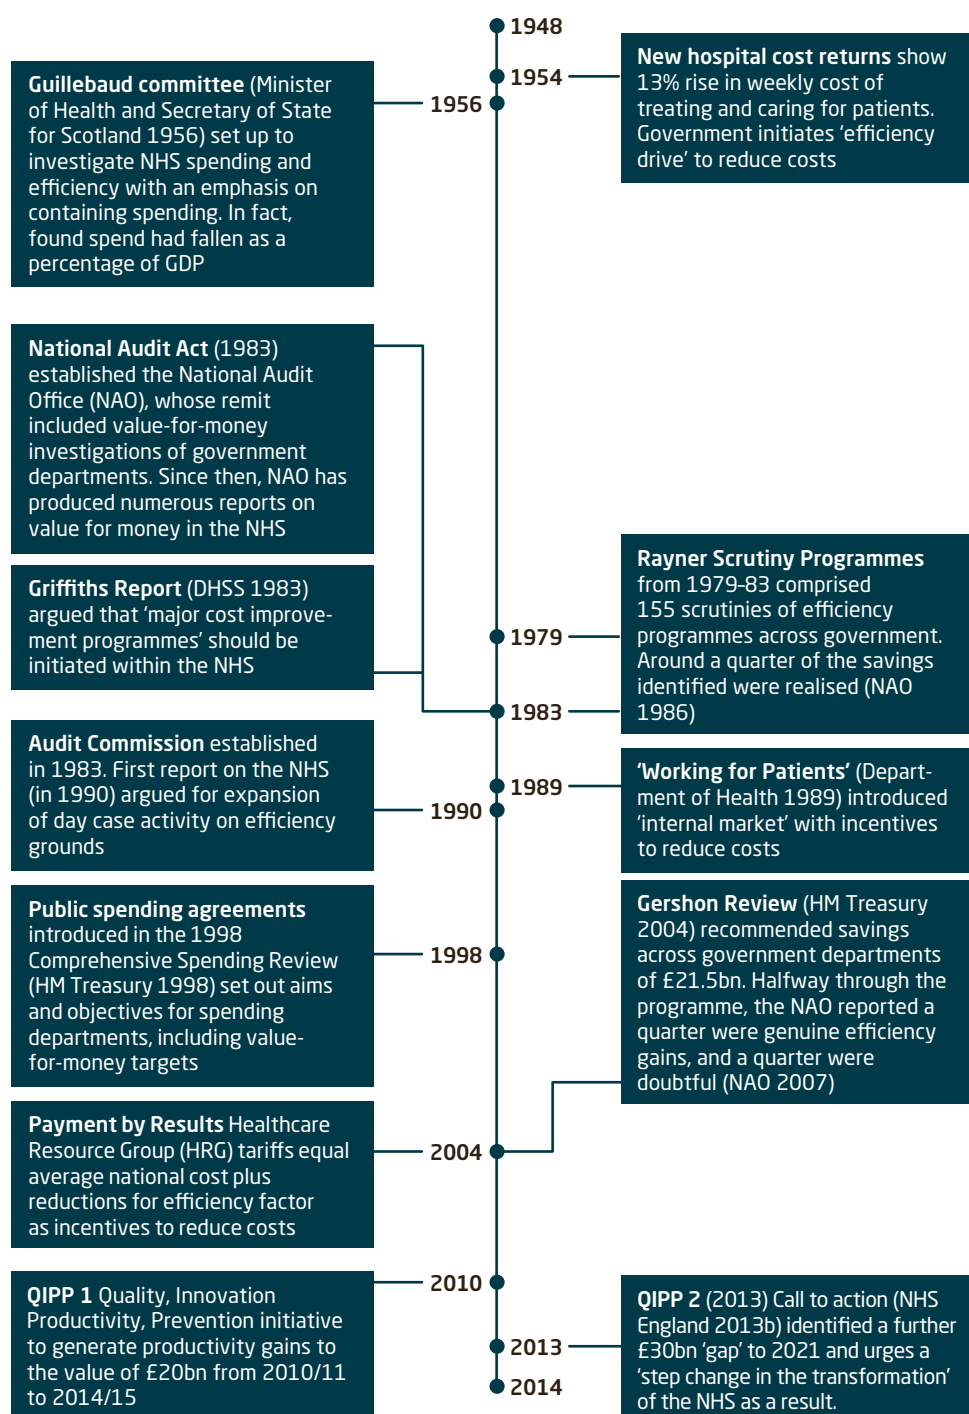 1948
New hospital cost returns show
13% rise in weekly cost of
treating and caring for patients.
Government initiates ‘efficiency
drive’ to reduce costs
1954
Guillebaud committee (Minister
of Health and Secretary of State
for Scotland 1956) set up to
investigate NHS spending and
efficiency with an emphasis on
containing spending. In fact,
found spend had fallen as a
percentage of GDP
1956
National Audit Act (1983)
established the National Audit
Office (NAO), whose remit
included value-for-money
investigations of government
departments. Since then, NAO has
produced numerous reports on
value for money in the NHS
Griffiths Report (DHSS 1983)
argued that ‘major cost improve-
ment programmes’ should be
initiated within the NHS
1979
Rayner Scrutiny Programmes
from 1979–83 comprised
155 scrutinies of efficiency
programmes across government.
Around a quarter of the savings
identified were realised (NAO
1986)
1983
Audit Commission established
in 1983. First report on the NHS
(in 1990) argued for expansion
of day case activity on efficiency
grounds
1989
‘Working for Patients’ (Depart-
ment of Health 1989) introduced
‘internal market’ with incentives
to reduce costs
1990
Public spending agreements
introduced in the 1998
Comprehensive Spending Review
(HM Treasury 1998) set out aims
and objectives for spending
departments, including value-
for-money targets
1998
Gershon Review (HM Treasury
2004) recommended savings
across government departments
of £21.5bn. Halfway through the
programme, the NAO reported a
quarter were genuine efficiency
gains, and a quarter were
doubtful (NAO 2007)
Payment by Results Healthcare
Resource Group (HRG) tariffs equal
average national cost plus
reductions for efficiency factor
as incentives to reduce costs
2004
2010
QIPP 1 Quality, Innovation
Productivity, Prevention initiative
to generate productivity gains to
the value of £20bn from 2010/11
to 2014/15
QIPP 2 (2013) Call to action (NHS
England 2013b) identified a further
£30bn ‘gap’ to 2021 and urges a
‘step change in the transformation’
of the NHS as a result.
2013
2014